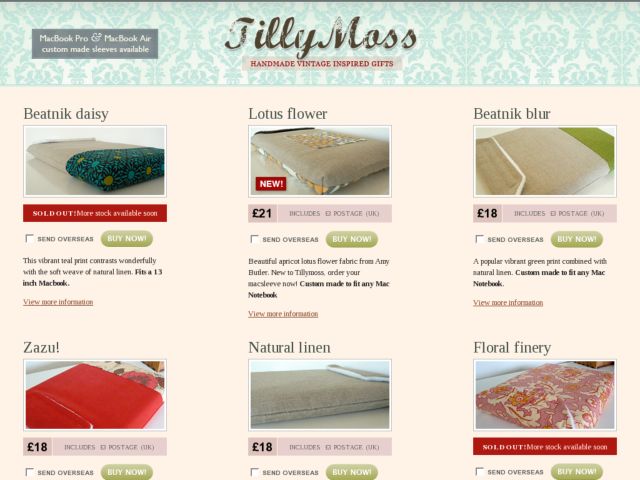 MacBook Pro & MacBook Air
custom made sleeves available
TillyMoss
HANDMADE VINTAGE INSPIRED GIFTS
Beatnik daisy
SOLD OUT! More stock available soon
SEND OVERSEAS
BUY NOW!
This vibrant teal print contrasts wonderfully
with the soft weave of natural linen. Fits a 13
inch Macbook.
View more information
Lotus flower
NEW!
£21 INCLUDES £3 POSTAGE (UK)
SEND OVERSEAS
BUY NOW!
Beautiful apricot lotus flower fabric from Amy
Butler. New to Tillymoss, order your
macsleeve now! Custom made to fit any Mac
Notebook
View more information
Beatnik blur
£18 INCLUDES £3 POSTAGE (UK)
SEND OVERSEAS
BUY NOW!
A popular vibrant green print combined with
natural linen. Custom made to fit any Mac
Notebook.
View more information
Zazu!
£18 INCLUDES £3 POSTAGE (UK)
SEND OVERSEAS
BUY NOW!
Natural linen
£18 INCLUDES £3 POSTAGE (UK)
SEND OVERSEAS
BUY NOW!
Floral finery
SOLD OUT! More stock available soon
SEND OVERSEAS
BUY NOW!